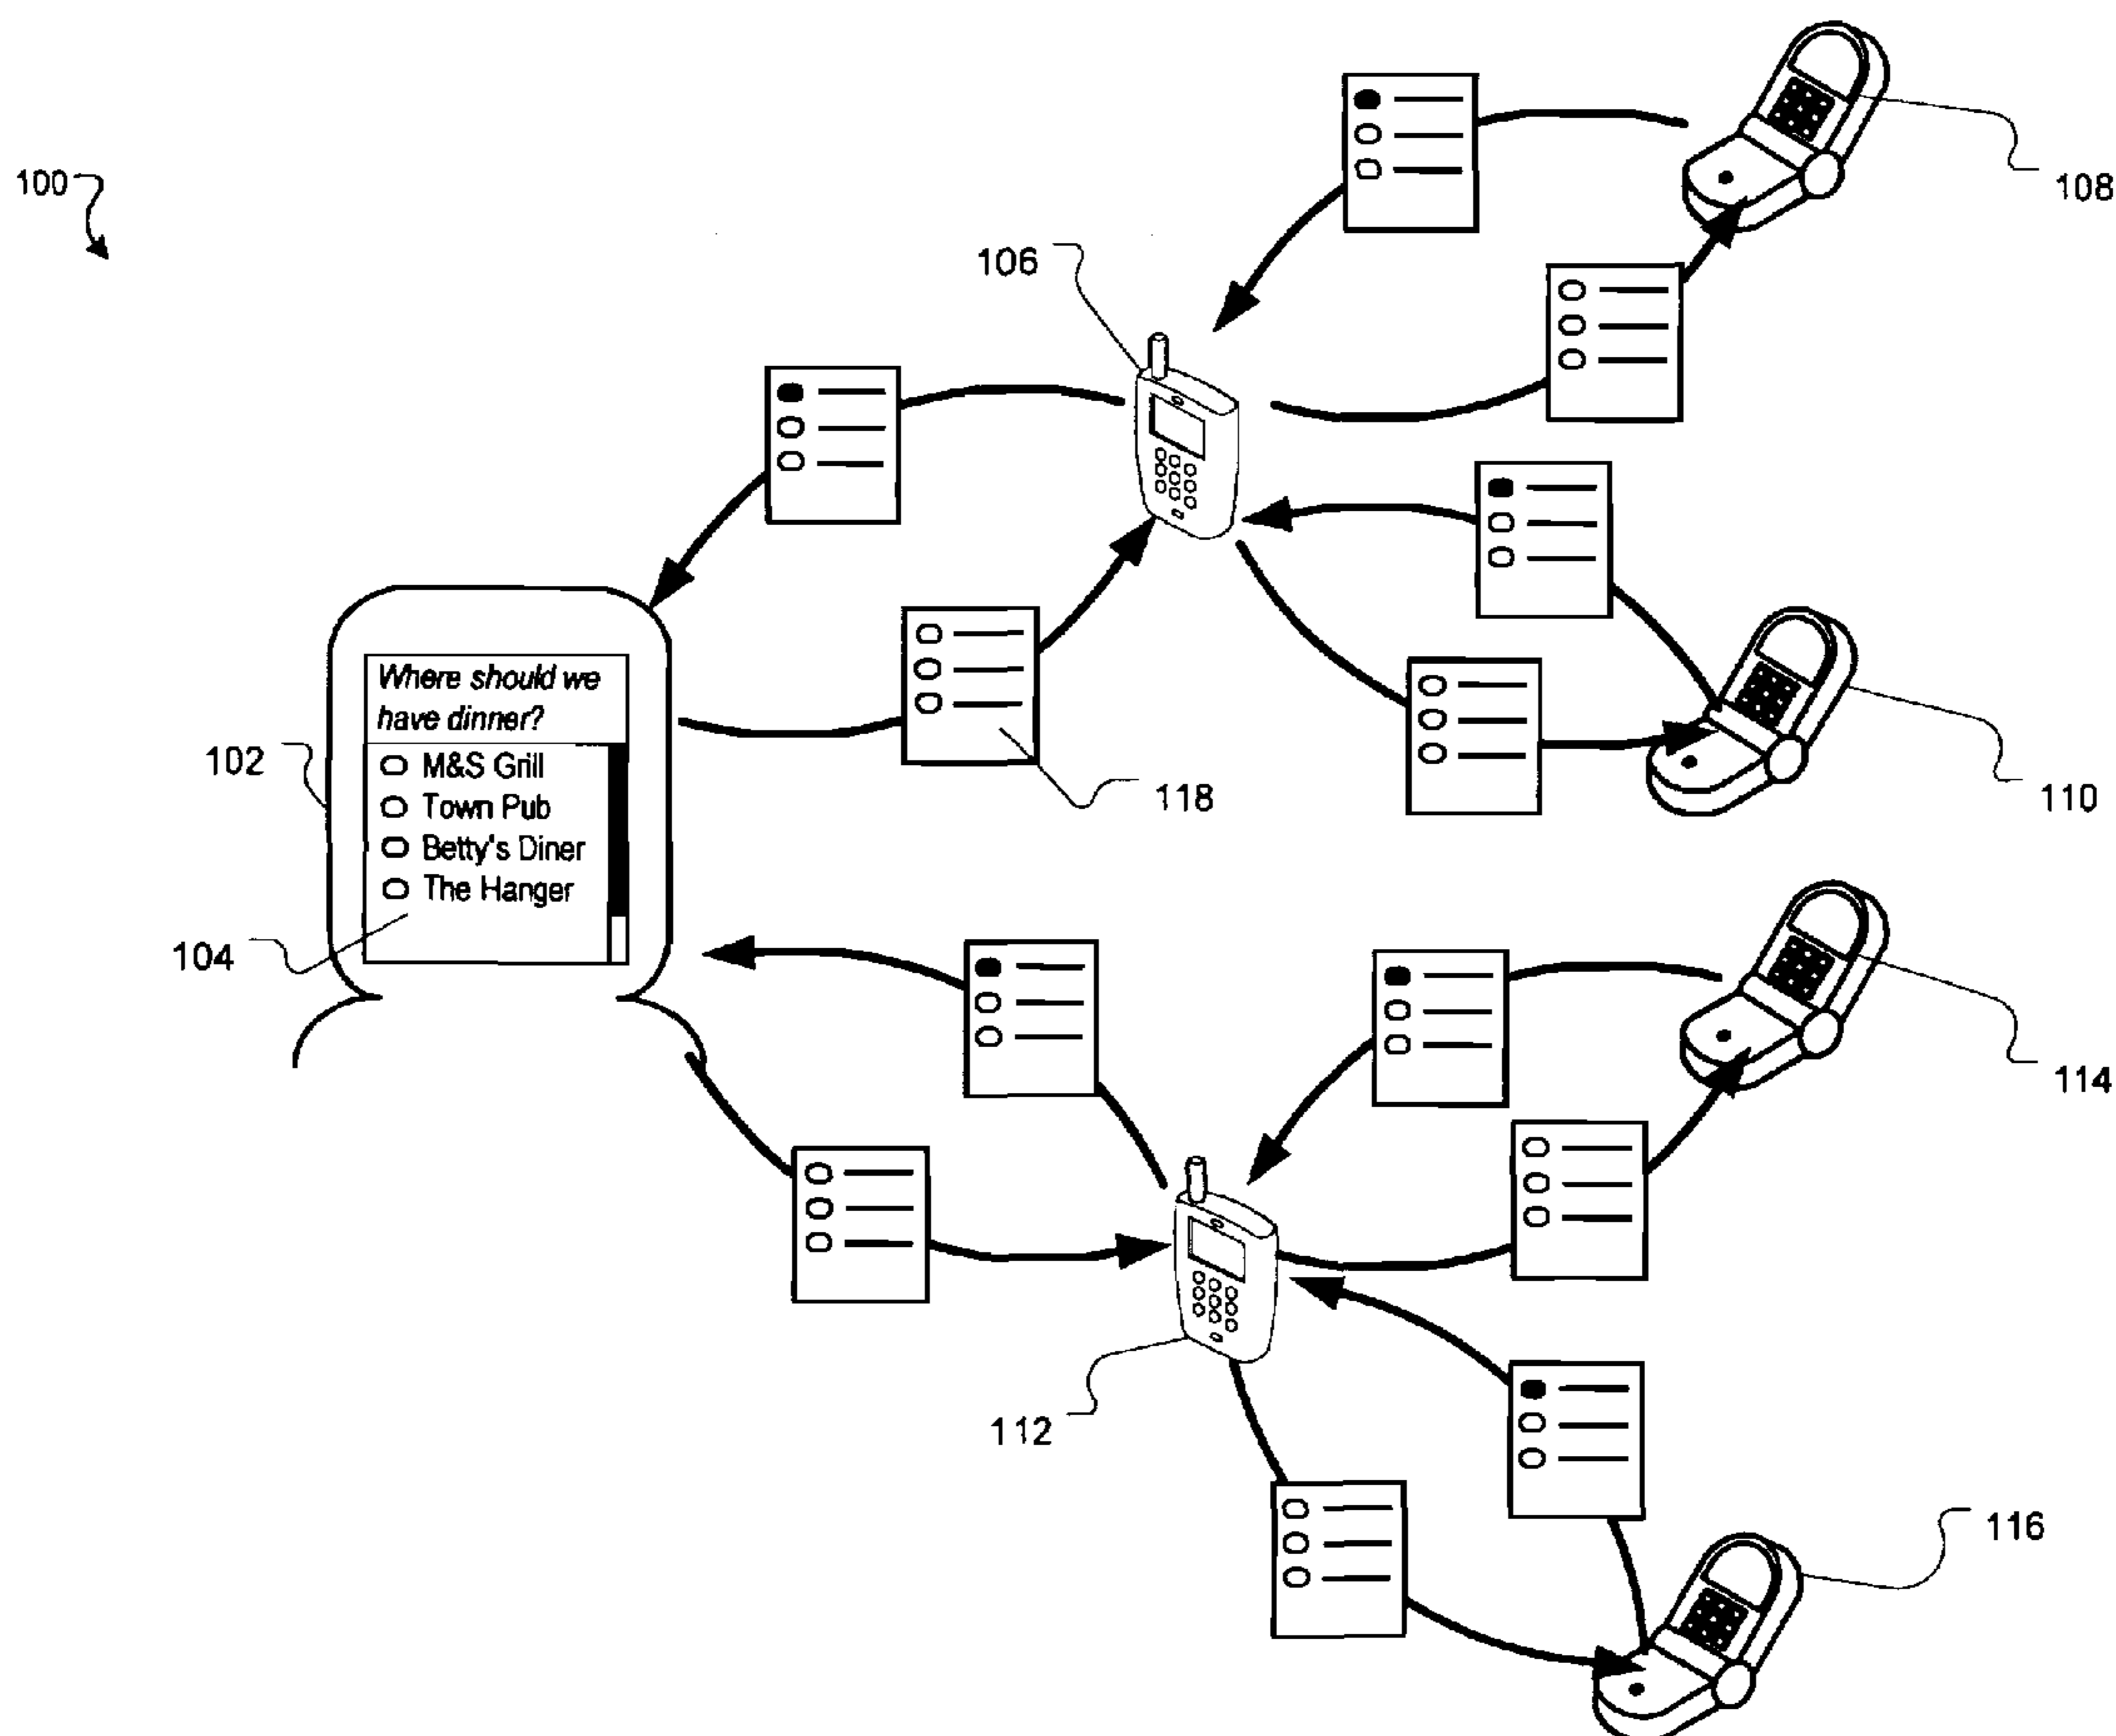 100
108
106
Where should we
have dinner?
M&S Grill
Town Pub
Betty's Diner
The Hanger
102
118
110
104
114
112
116